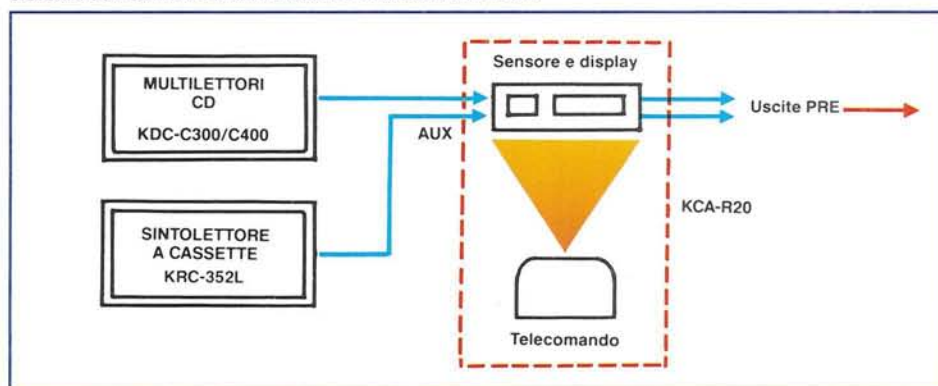 MULTILETTORI
CD
KDC-C300/C400
SINTOLETTORE
A CASSETTE
KRC-352L
AUX
Sensore e display
Telecomando
KCA-R20
Uscite PRE